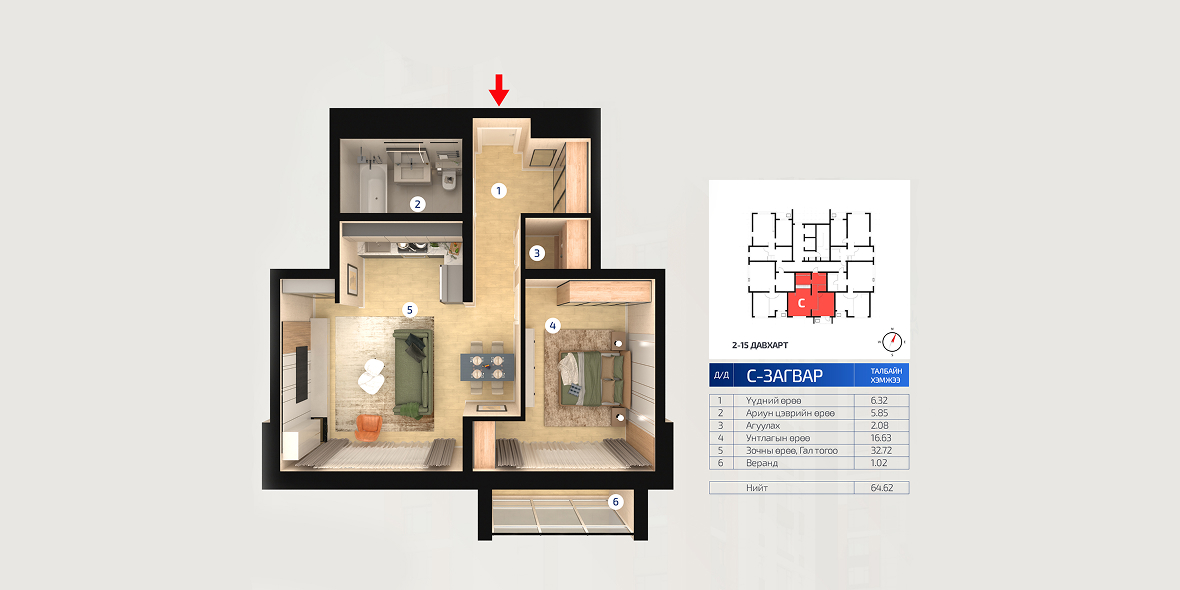 1
2
3
4
5
6
C
2-15 ДАВХАРТ
Д/Д С-ЗАГВАР ТАЛБАЙН ХЭМЖЭЭ
1 Үүдний өрөө 6.32
2 Ариун цэврийн өрөө 5.85
3 Агуулах 2.08
4 Унтлагын өрөө 16.63
5 Зочны өрөө, Гал тогоо 32.72
6 Веранд 1.02
Нийт 64.62